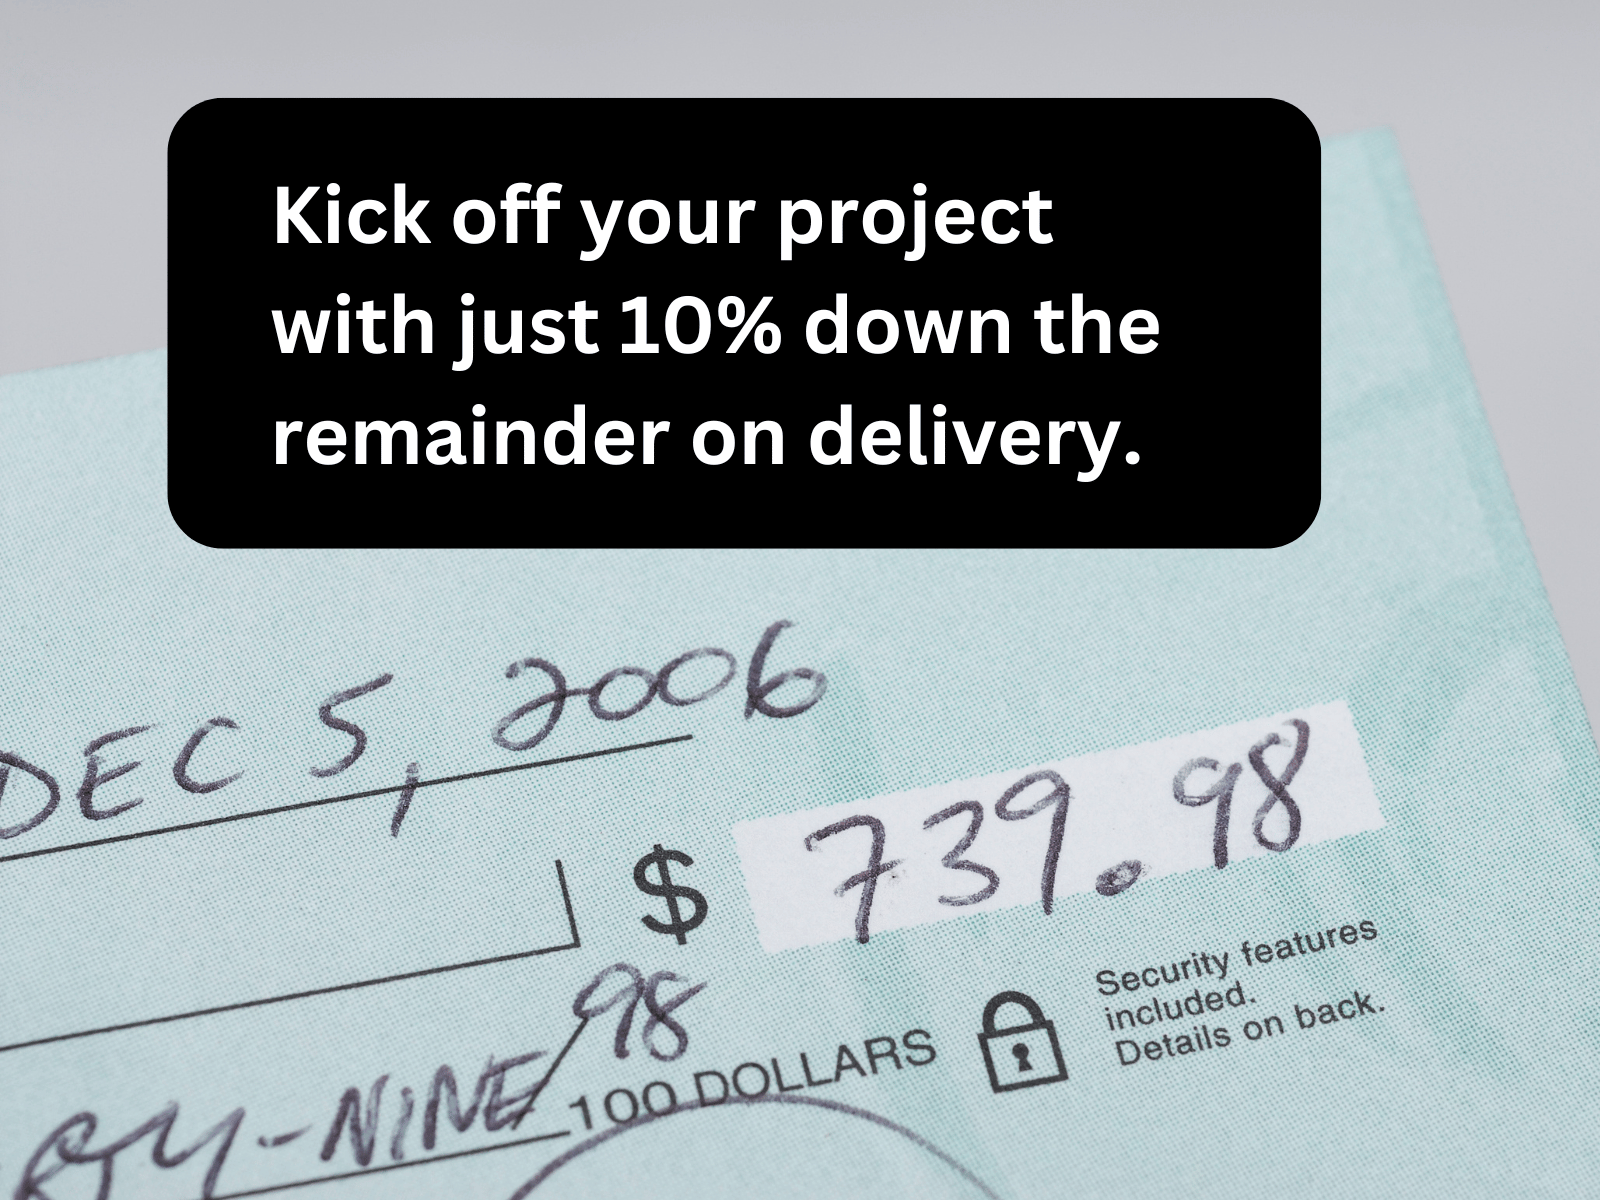 Kick off your project
with just 10% down the
remainder on delivery.
DEC 5, 2006
$ 739.98
Security features
included.
Details on back.
98
-NINE 100 DOLLARS